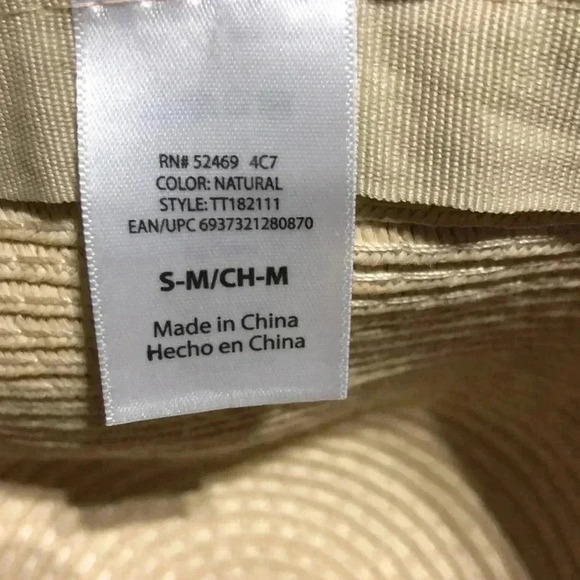 RN# 52469 4C7
COLOR: NATURAL
STYLE: TT182111
EAN/UPC 6937321280870
S-M/CH-M
Made in China
Hecho en China